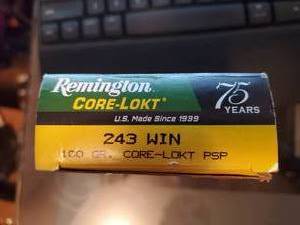 Remington
CORE-LOKT®
75
YEARS
U.S. Made Since 1939
243 WIN
100 GR. CORE-LOKT PSP